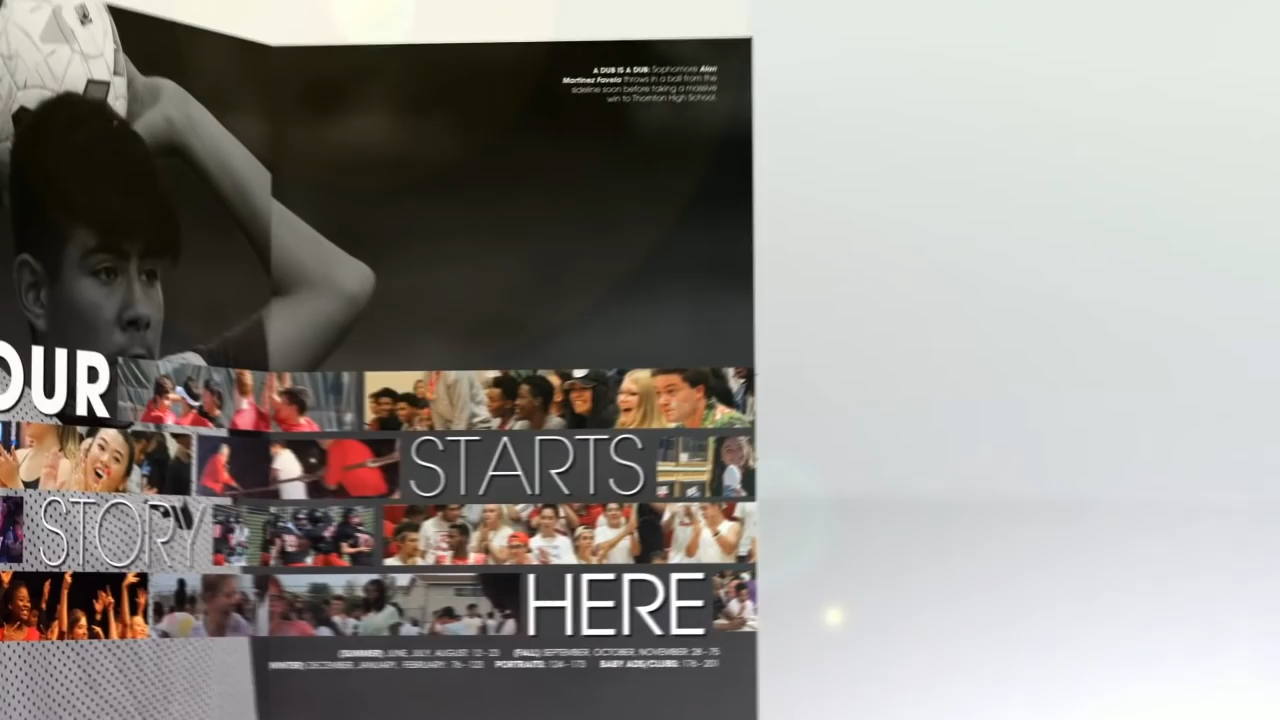 A DUB IS A DUB: Sophomore Alan
Martinez Favela throws in a ball from the
sideline soon before taking a massive
win to Thornton High School.
OUR
STARTS
STORY
HERE
(SUMMER) JUNE, JULY, AUGUST 12 - 23 (FALL) SEPTEMBER, OCTOBER, NOVEMBER: 28 - 75
WINTER) DECEMBER, JANUARY, FEBRUARY: 76 - 123 PORTRAITS: 124 - 173 BABY ADS/CLUBS: 176 - 201